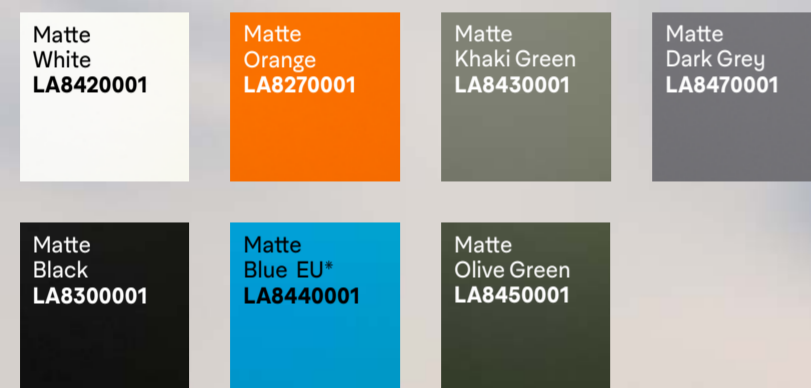 Matte
White
LA8420001
Matte
Orange
LA8270001
Matte
Khaki Green
LA8430001
Matte
Dark Grey
LA8470001
Matte
Black
LA8300001
Matte
Blue EU*
LA8440001
Matte
Olive Green
LA8450001